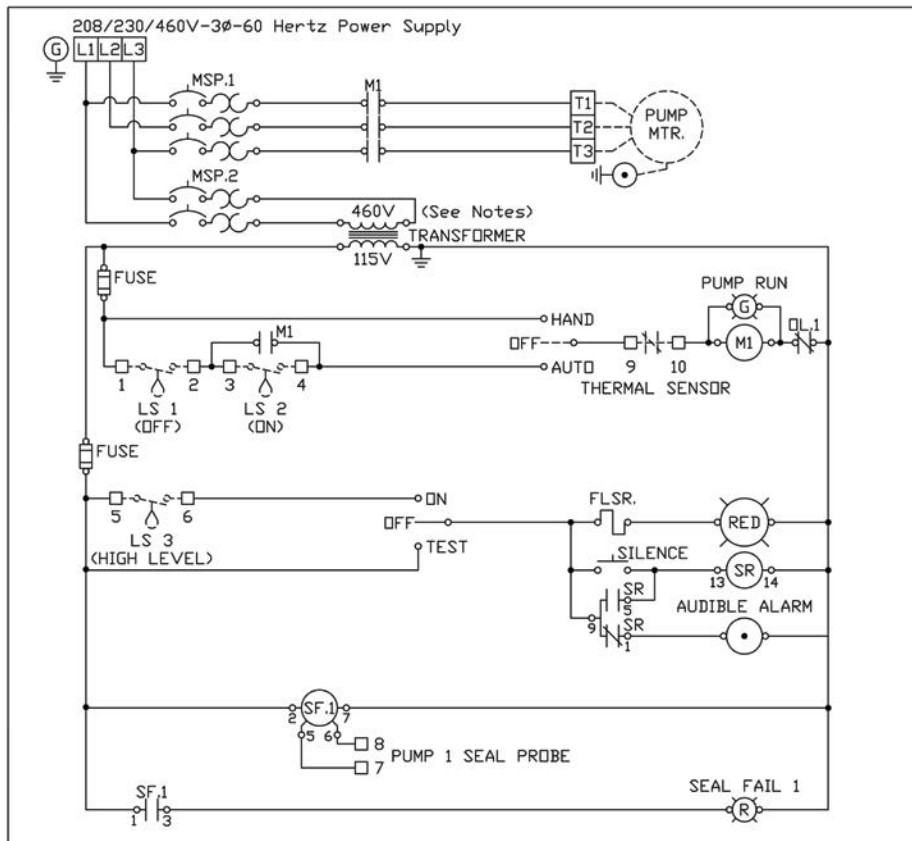 208/230/460V-3ø-60 Hertz Power Supply
G L1 L2 L3
MSP.1
M1
T1
T2
T3
PUMP
MTR.
MSP.2
460V
(See Notes)
TRANSFORMER
115V
FUSE
PUMP RUN
G
HAND
M1
OFF
M1
OL.1
AUTO
1 2 3 4
9 10
THERMAL SENSOR
LS 1
(OFF)
LS 2
(ON)
FUSE
5 6
ON
LS 3
(HIGH LEVEL)
OFF
TEST
FLSR.
RED
SILENCE
13 SR 14
SR
5
9
SR
1
AUDIBLE ALARM
2 SF.1 7
5 6
8
7
PUMP 1 SEAL PROBE
SF.1
1 3
SEAL FAIL 1
R